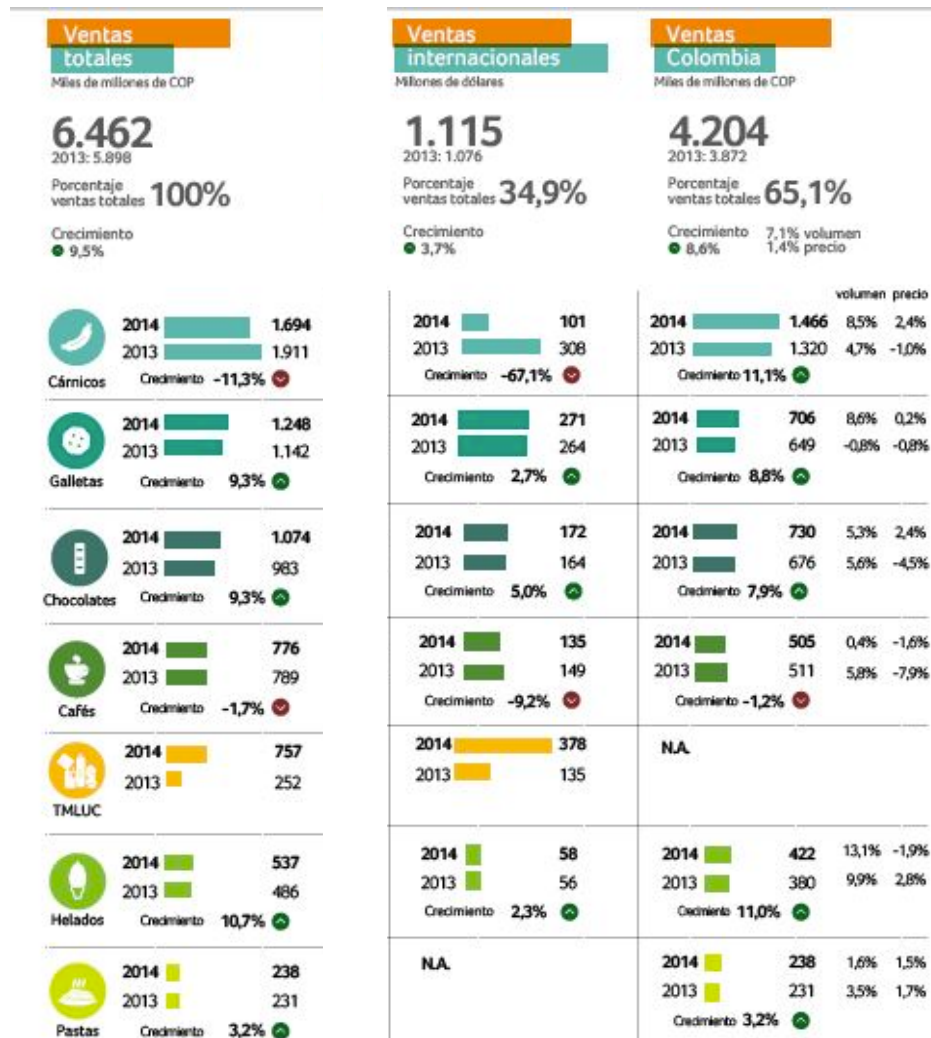 Ventas
totales
Miles de millones de COP
6.462
2013: 5.898
Porcentaje
ventas totales 100%
Crecimiento
9,5%
Ventas
internacionales
Millones de dólares
1.115
2013: 1.076
Porcentaje
ventas totales 34,9%
Crecimiento
3,7%
Ventas
Colombia
Miles de millones de COP
4.204
2013: 3.872
Porcentaje
ventas totales 65,1%
Crecimiento 7,1% volumen
8,6% 1,4% precio
volumen precio
Cárnicos
2014 1.694
2013 1.911
Crecimiento -11,3%
2014 101
2013 308
Crecimiento -67,1%
2014 1.466 8,5% 2,4%
2013 1.320 4,7% -1,0%
Crecimiento 11,1%
Galletas
2014 1.248
2013 1.142
Crecimiento 9,3%
2014 271
2013 264
Crecimiento 2,7%
2014 706 8,6% 0,2%
2013 649 -0,8% -0,8%
Crecimiento 8,8%
Chocolates
2014 1.074
2013 983
Crecimiento 9,3%
2014 172
2013 164
Crecimiento 5,0%
2014 730 5,3% 2,4%
2013 676 5,6% -4,5%
Crecimiento 7,9%
Cafés
2014 776
2013 789
Crecimiento -1,7%
2014 135
2013 149
Crecimiento -9,2%
2014 505 0,4% -1,6%
2013 511 5,8% -7,9%
Crecimiento -1,2%
TMLUC
2014 757
2013 252
2014 378
2013 135
N.A.
Helados
2014 537
2013 486
Crecimiento 10,7%
2014 58
2013 56
Crecimiento 2,3%
2014 422 13,1% -1,9%
2013 380 9,9% 2,8%
Crecimiento 11,0%
Pastas
2014 238
2013 231
Crecimiento 3,2%
N.A.
2014 238 1,6% 1,5%
2013 231 3,5% 1,7%
Crecimiento 3,2%